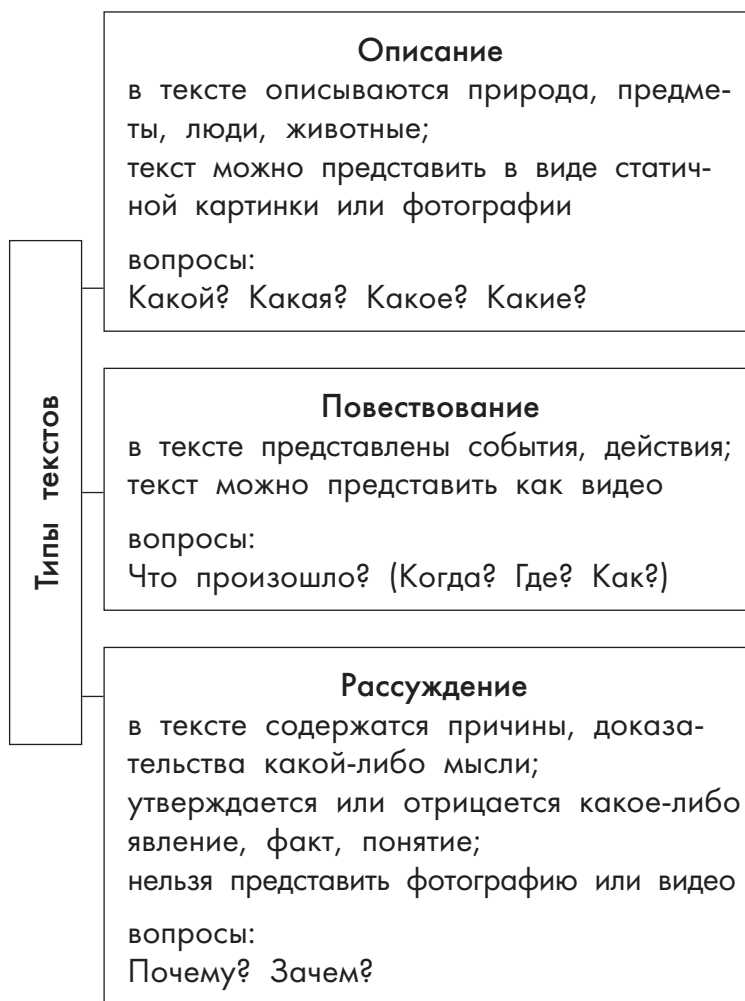 Типы текстов
Описание
в тексте описываются природа, предме-
ты, люди, животные;
текст можно представить в виде статич-
ной картинки или фотографии
вопросы:
Какой? Какая? Какое? Какие?
Повествование
в тексте представлены события, действия;
текст можно представить как видео
вопросы:
Что произошло? (Когда? Где? Как?)
Рассуждение
в тексте содержатся причины, доказа-
тельства какой-либо мысли;
утверждается или отрицается какое-либо
явление, факт, понятие;
нельзя представить фотографию или видео
вопросы:
Почему? Зачем?